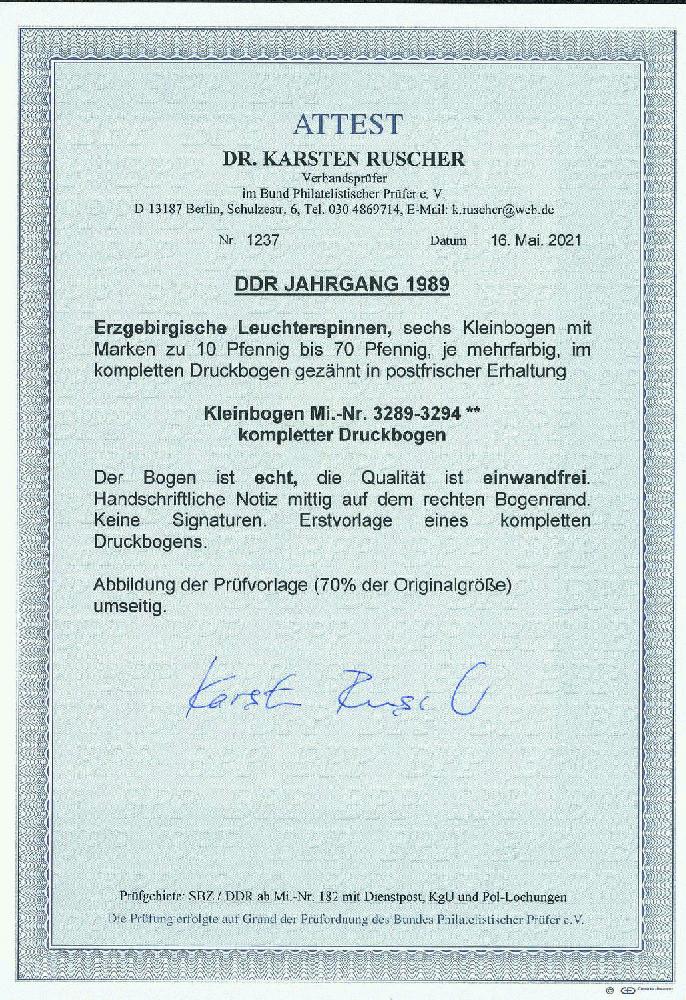 ATTEST
DR. KARSTEN RUSCHER
Verbandsprüfer
im Bund Philatelistischer Prüfer e. V.
D-13187 Berlin, Schulzestr. 6, Tel. 030 4869714, E-Mail: k.ruscher@web.de
Nr. 1237 Datum 16. Mai. 2021
DDR JAHRGANG 1989
Erzgebirgische Leuchterspinnen, sechs Kleinbogen mit
Marken zu 10 Pfennig bis 70 Pfennig, je mehrfarbig, im
kompletten Druckbogen gezähnt in postfrischer Erhaltung
Kleinbogen Mi.-Nr. 3289-3294 **
kompletter Druckbogen
Der Bogen ist echt, die Qualität ist einwandfrei.
Handschriftliche Notiz mittig auf dem rechten Bogenrand.
Keine Signaturen. Erstvorlage eines kompletten
Druckbogens.
Abbildung der Prüfvorlage (70% der Originalgröße)
umseitig.
Prüfgebiete: SBZ / DDR ab Mi.-Nr. 182 mit Dienstpost, KgU und Pol-Lochungen
Die Prüfung erfolgte auf Grund der Prüfordnung des Bundes Philatelistischer Prüfer e. V.